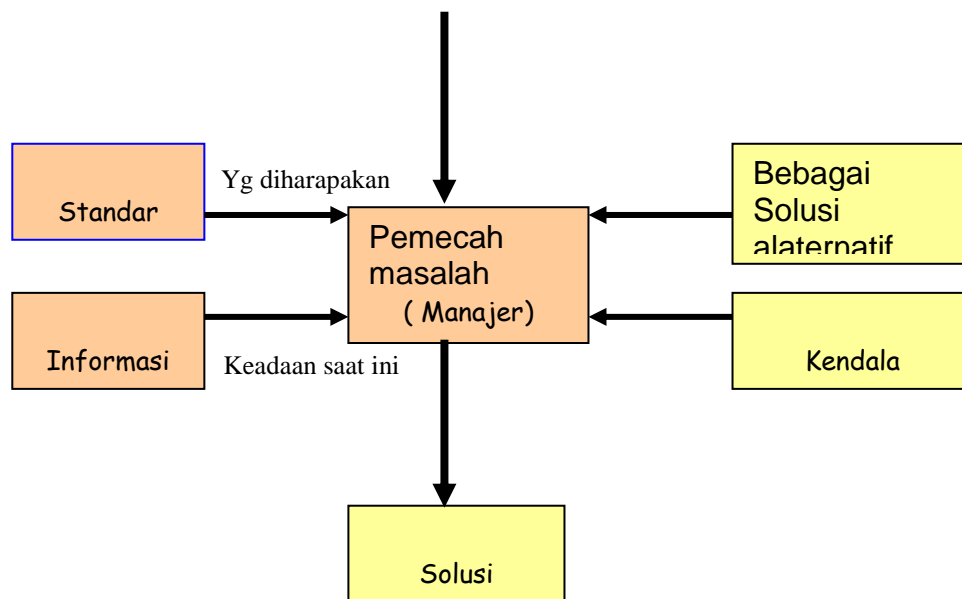 Yg diharapakan
Standar
Bebagai
Solusi
alaternatif
Pemecah
masalah
( Manajer)
Informasi
Keadaan saat ini
Kendala
Solusi